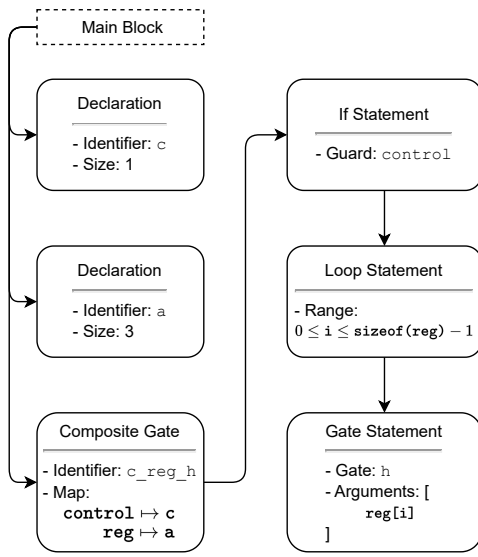 Main Block
Declaration
- Identifier: c
- Size: 1
Declaration
- Identifier: a
- Size: 3
Composite Gate
- Identifier: c_reg_h
- Map:
control ↦ c
reg ↦ a
If Statement
- Guard: control
Loop Statement
- Range:
0 ≤ i ≤ sizeof(reg) − 1
Gate Statement
- Gate: h
- Arguments: [
reg[i]
]